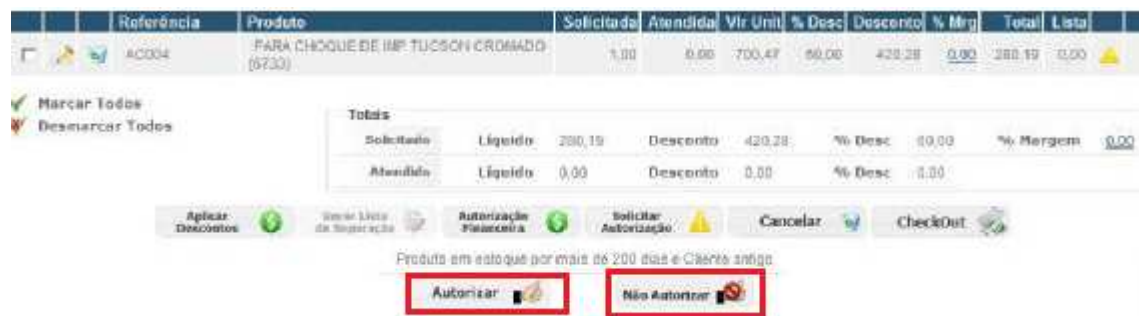 Referência Produto Solicitada Atendida Vlr Unit % Desc Desconto % Mrg Total Lista
AC004 PARA CHOQUE DE IMP TUCSON CROMADO 1,00 0,00 700,47 60,00 420,28 0,00 280,19 0,00
(6733)
Marcar Todos
Desmarcar Todos
Totais
Solicitado Líquido 280,19 Desconto 420,28 % Desc 60,00 % Margem 0,00
Atendido Líquido 0,00 Desconto 0,00 % Desc 0,00
Aplicar Descontos
Gerar Lista de Separação
Autorização Financeira
Solicitar Autorização
Cancelar
CheckOut
Produto em estoque por mais de 200 dias e Cliente antigo
Autorizar
Não Autorizar